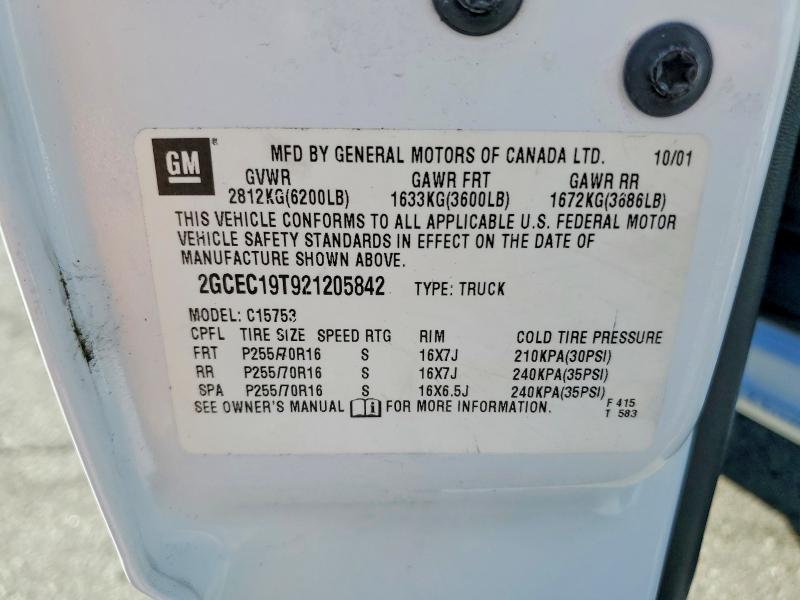 GM ® MFD BY GENERAL MOTORS OF CANADA LTD. 10/01
GVWR GAWR FRT GAWR RR
2812KG(6200LB) 1633KG(3600LB) 1672KG(3686LB)
THIS VEHICLE CONFORMS TO ALL APPLICABLE U.S. FEDERAL MOTOR
VEHICLE SAFETY STANDARDS IN EFFECT ON THE DATE OF
MANUFACTURE SHOWN ABOVE.
2GCEC19T921205842 TYPE: TRUCK
MODEL: C15753
CPFL TIRE SIZE SPEED RTG RIM COLD TIRE PRESSURE
FRT P255/70R16 S 16X7J 210KPA(30PSI)
RR P255/70R16 S 16X7J 240KPA(35PSI)
SPA P255/70R16 S 16X6.5J 240KPA(35PSI)
SEE OWNER'S MANUAL i FOR MORE INFORMATION. F 415
T 583